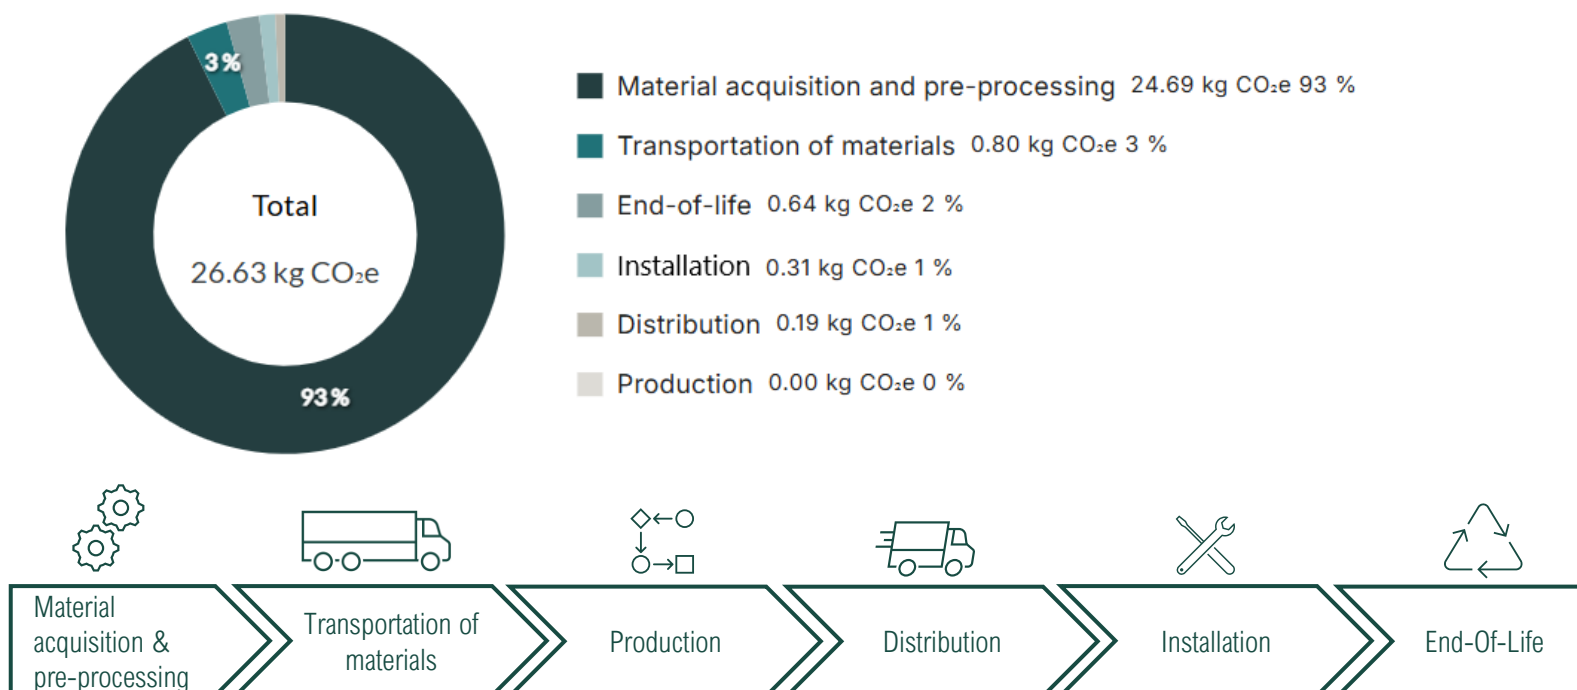 3%
Total
26.63 kg CO₂e
93%
Material acquisition and pre-processing 24.69 kg CO₂e 93 %
Transportation of materials 0.80 kg CO₂e 3 %
End-of-life 0.64 kg CO₂e 2 %
Installation 0.31 kg CO₂e 1 %
Distribution 0.19 kg CO₂e 1 %
Production 0.00 kg CO₂e 0 %
Material
acquisition &
pre-processing
Transportation of
materials
Production
Distribution
Installation
End-Of-Life